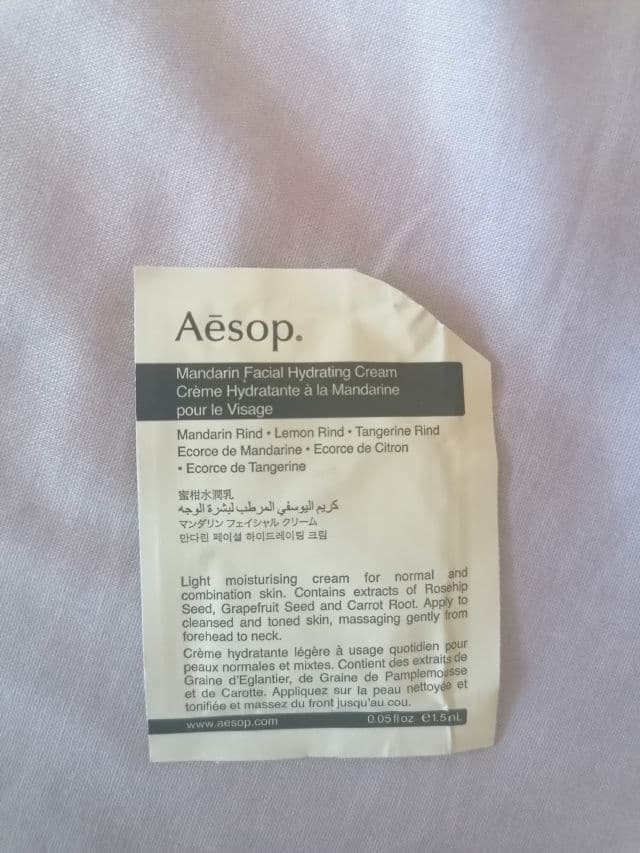 Aēsop.
Mandarin Facial Hydrating Cream
Crème Hydratante à la Mandarine
pour le Visage
Mandarin Rind • Lemon Rind • Tangerine Rind
Ecorce de Mandarine • Ecorce de Citron
• Ecorce de Tangerine
蜜柑水潤乳
كريم اليوسفي المرطب لبشرة الوجه
マンダリン フェイシャル クリーム
만다린 페이셜 하이드레이팅 크림
Light moisturising cream for normal and
combination skin. Contains extracts of Rosehip
Seed, Grapefruit Seed and Carrot Root. Apply to
cleansed and toned skin, massaging gently from
forehead to neck.
Crème hydratante légère à usage quotidien pour
peaux normales et mixtes. Contient des extraits de
Graine d'Eglantier, de Graine de Pamplemousse
et de Carotte. Appliquez sur la peau nettoyée et
tonifiée et massez du front jusqu'au cou.
www.aesop.com 0.05 fl oz ℮1.5 mL